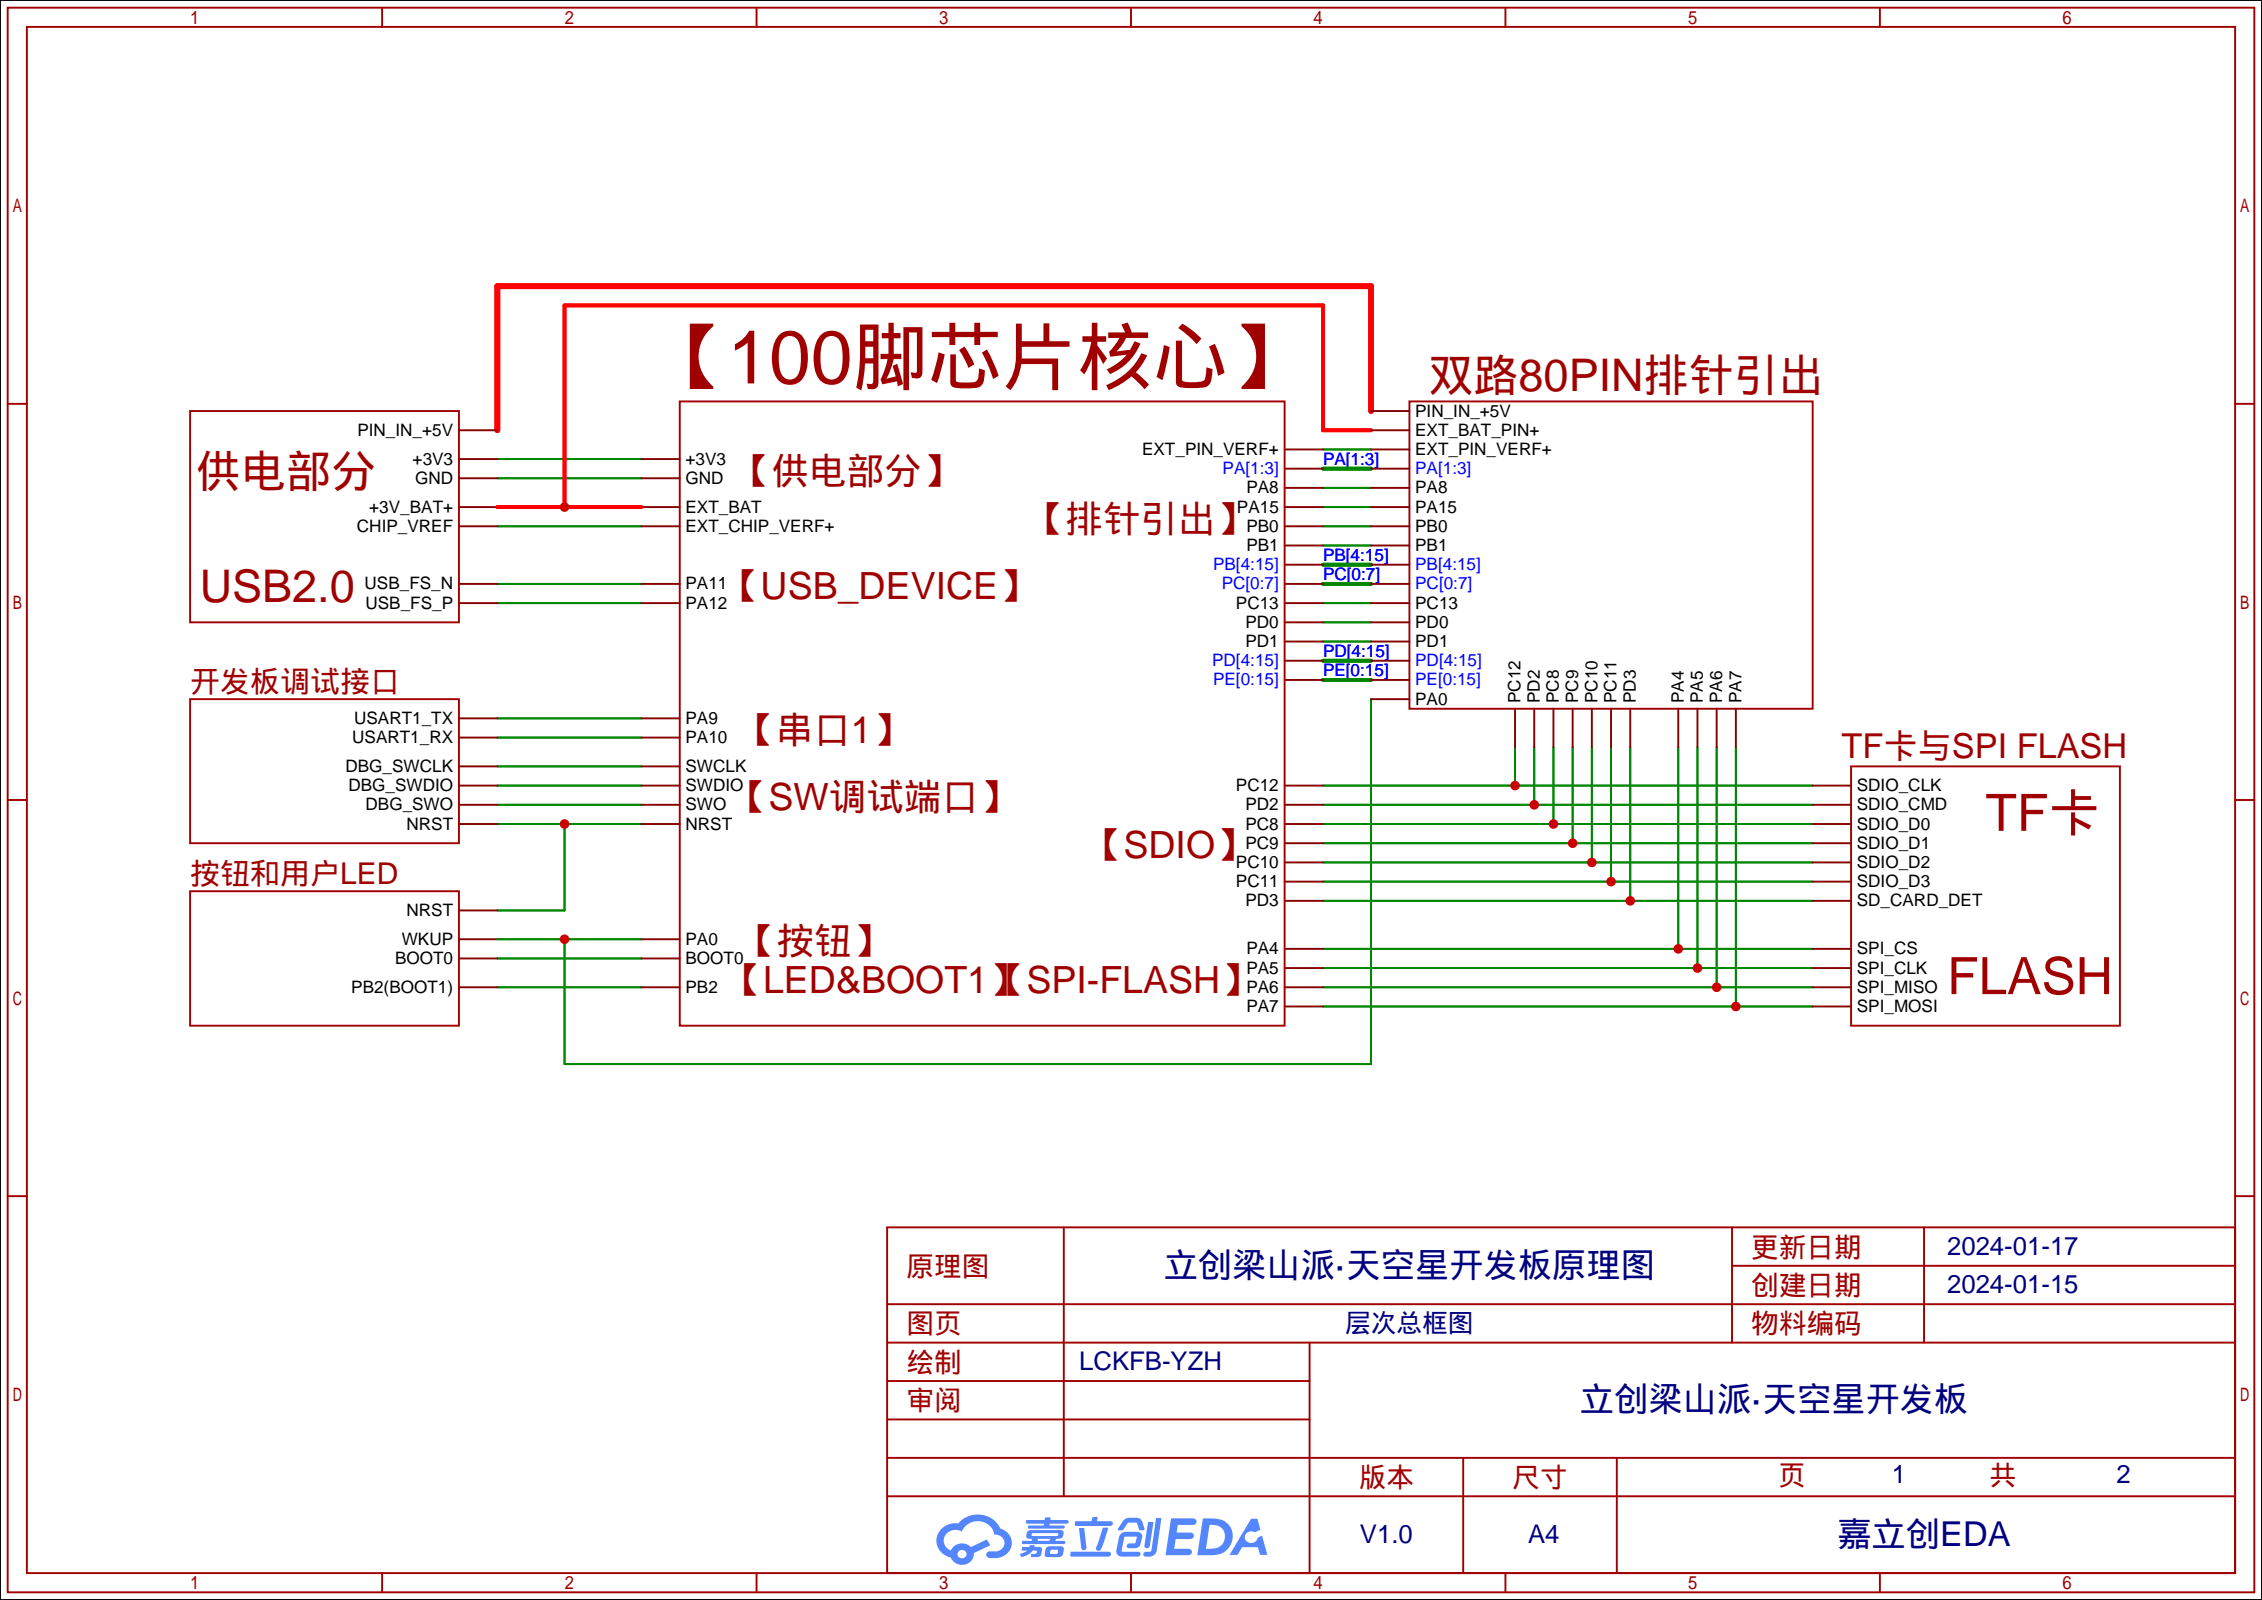 1 2 3 4 5 6
A
B
C
D
A
B
C
D
【100脚芯片核心】
双路80PIN排针引出
供电部分
USB2.0
PIN_IN_+5V
+3V3
GND
+3V_BAT+
CHIP_VREF
USB_FS_N
USB_FS_P
开发板调试接口
USART1_TX
USART1_RX
DBG_SWCLK
DBG_SWDIO
DBG_SWO
NRST
按钮和用户LED
NRST
WKUP
BOOT0
PB2(BOOT1)
+3V3
GND
【供电部分】
EXT_BAT
EXT_CHIP_VERF+
PA11
PA12
【USB_DEVICE】
PA9
PA10
【串口1】
SWCLK
SWDIO
SWO
NRST
【SW调试端口】
PA0
BOOT0
【按钮】
PB2
【LED&BOOT1】【SPI-FLASH】
EXT_PIN_VERF+
PA[1:3]
PA8
PA15
PB0
PB1
PB[4:15]
PC[0:7]
PC13
PD0
PD1
PD[4:15]
PE[0:15]
【排针引出】
PC12
PD2
PC8
PC9
PC10
PC11
PD3
【SDIO】
PA4
PA5
PA6
PA7
PA[1:3]
PB[4:15]
PC[0:7]
PD[4:15]
PE[0:15]
PIN_IN_+5V
EXT_BAT_PIN+
EXT_PIN_VERF+
PA[1:3]
PA8
PA15
PB0
PB1
PB[4:15]
PC[0:7]
PC13
PD0
PD1
PD[4:15]
PE[0:15]
PA0
PC12
PD2
PC8
PC9
PC10
PC11
PD3
PA4
PA5
PA6
PA7
TF卡与SPI FLASH
SDIO_CLK
SDIO_CMD
SDIO_D0
SDIO_D1
SDIO_D2
SDIO_D3
SD_CARD_DET
TF卡
SPI_CS
SPI_CLK
SPI_MISO
SPI_MOSI
FLASH
原理图 立创梁山派·天空星开发板原理图 更新日期 2024-01-17
创建日期 2024-01-15
图页 层次总框图 物料编码
绘制 LCKFB-YZH
审阅
立创梁山派·天空星开发板
版本 尺寸 页 1 共 2
嘉立创EDA V1.0 A4 嘉立创EDA
1 2 3 4 5 6